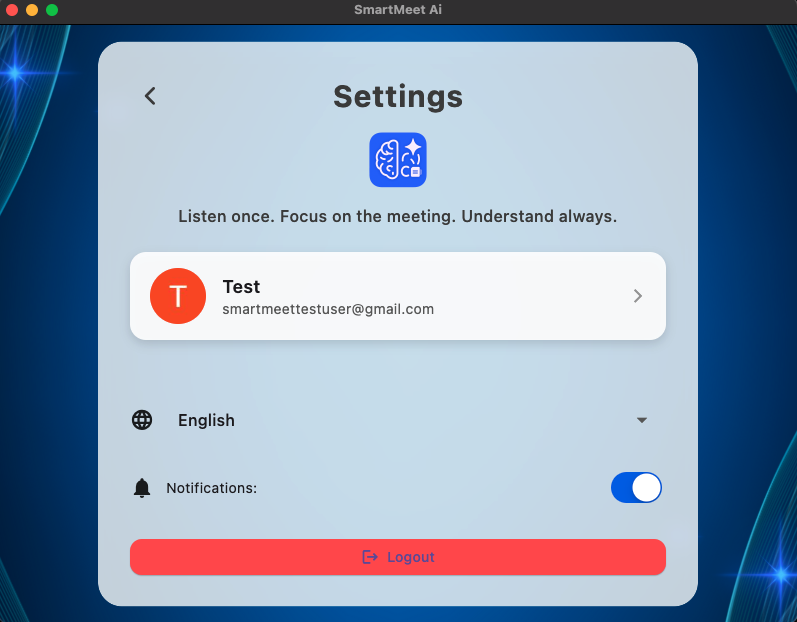 SmartMeet Ai
Settings
Listen once. Focus on the meeting. Understand always.
T
Test
smartmeettestuser@gmail.com
English
Notifications:
Logout